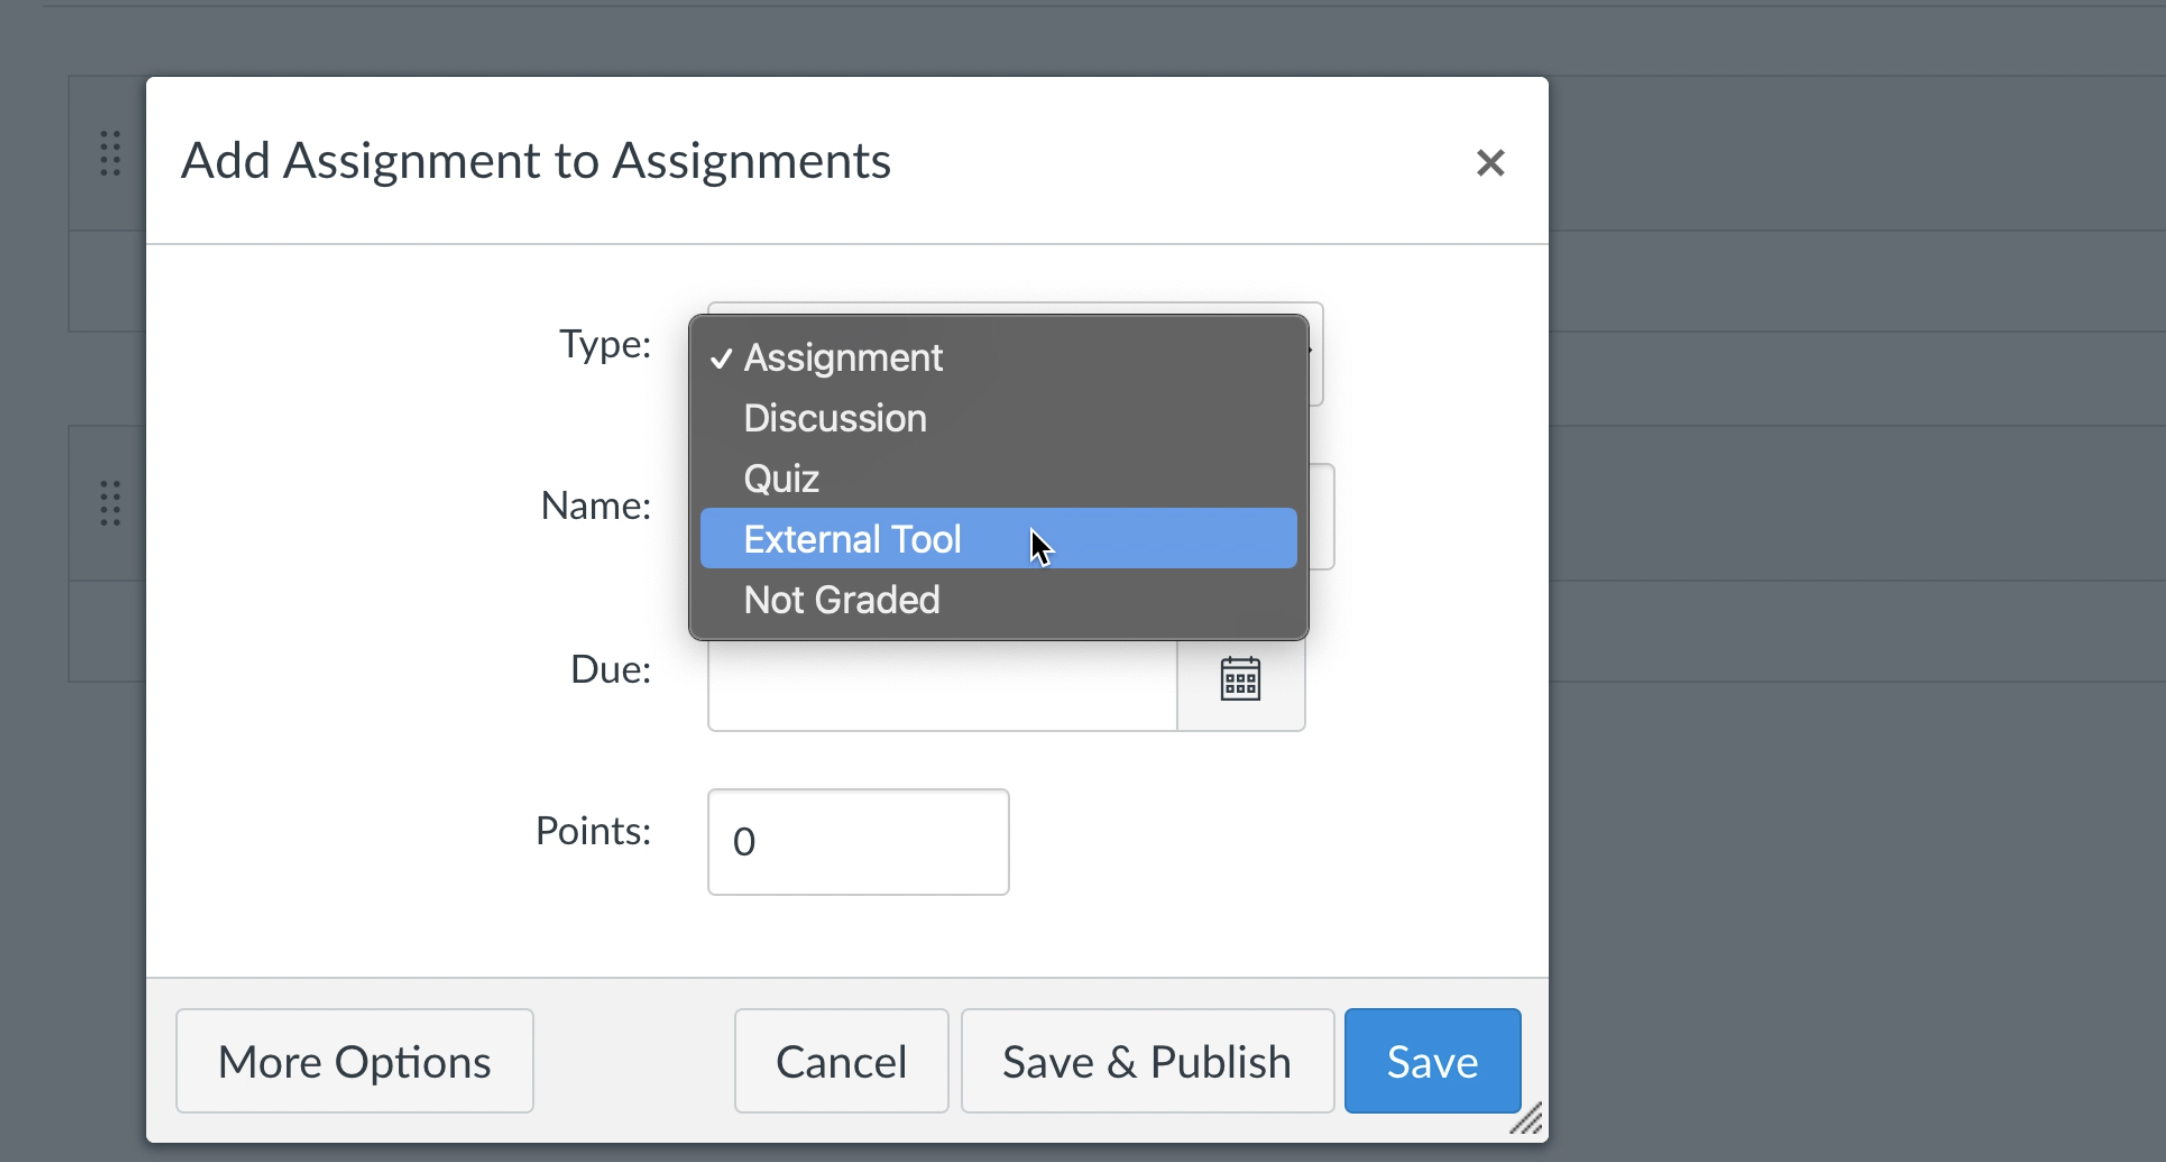 Add Assignment to Assignments
Type:
Assignment
Discussion
Quiz
External Tool
Not Graded
Name:
Due:
Points:
0
More Options
Cancel
Save & Publish
Save